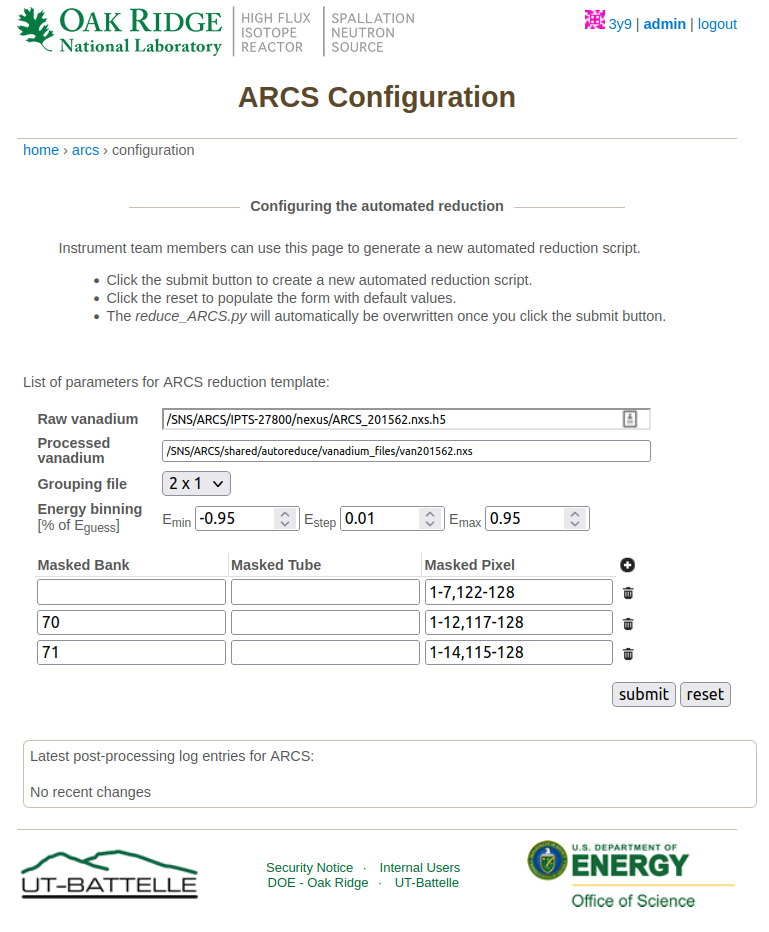 OAK RIDGE
National Laboratory
HIGH FLUX
ISOTOPE
REACTOR
SPALLATION
NEUTRON
SOURCE
3y9 | admin | logout
ARCS Configuration
home › arcs › configuration
Configuring the automated reduction
Instrument team members can use this page to generate a new automated reduction script.
• Click the submit button to create a new automated reduction script.
• Click the reset to populate the form with default values.
• The reduce_ARCS.py will automatically be overwritten once you click the submit button.
List of parameters for ARCS reduction template:
Raw vanadium /SNS/ARCS/IPTS-27800/nexus/ARCS_201562.nxs.h5
Processed vanadium /SNS/ARCS/shared/autoreduce/vanadium_files/van201562.nxs
Grouping file 2 x 1
Energy binning
[% of Eguess] Emin -0.95 Estep 0.01 Emax 0.95
Masked Bank Masked Tube Masked Pixel
1-7,122-128
70 1-12,117-128
71 1-14,115-128
submit reset
Latest post-processing log entries for ARCS:
No recent changes
UT-BATTELLE
Security Notice · Internal Users
DOE - Oak Ridge · UT-Battelle
U.S. DEPARTMENT OF
ENERGY
Office of Science